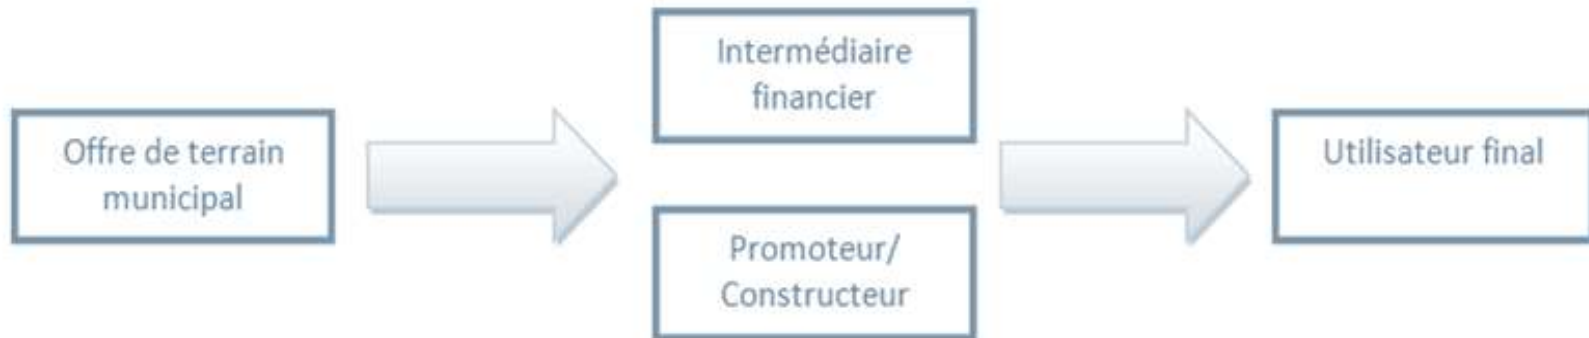 Offre de terrain
municipal
Intermédiaire
financier
Promoteur/
Constructeur
Utilisateur final